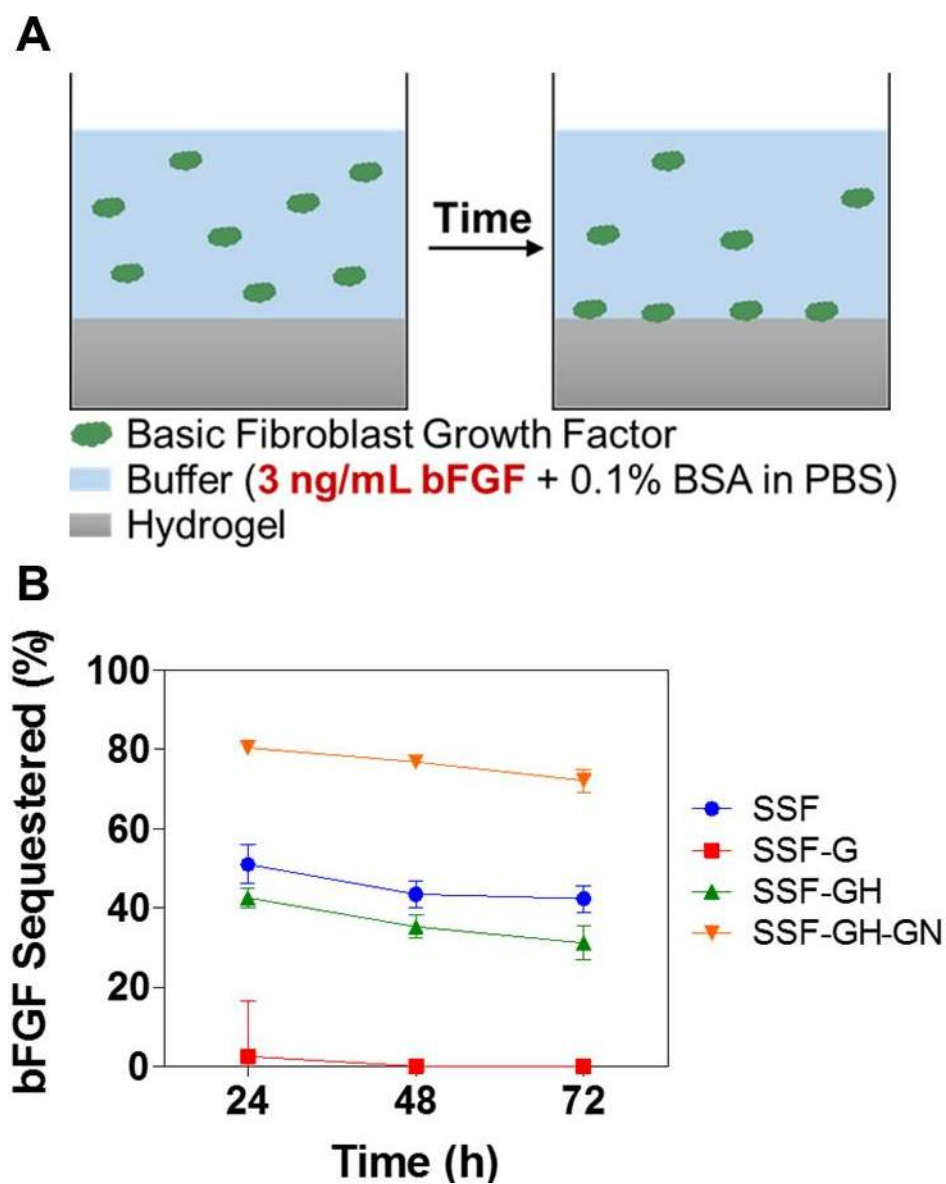 A
Time
Basic Fibroblast Growth Factor
Buffer (3 ng/mL bFGF + 0.1% BSA in PBS)
Hydrogel
B
bFGF Sequestered (%)
100
80
60
40
20
0
24 48 72
Time (h)
SSF
SSF-G
SSF-GH
SSF-GH-GN